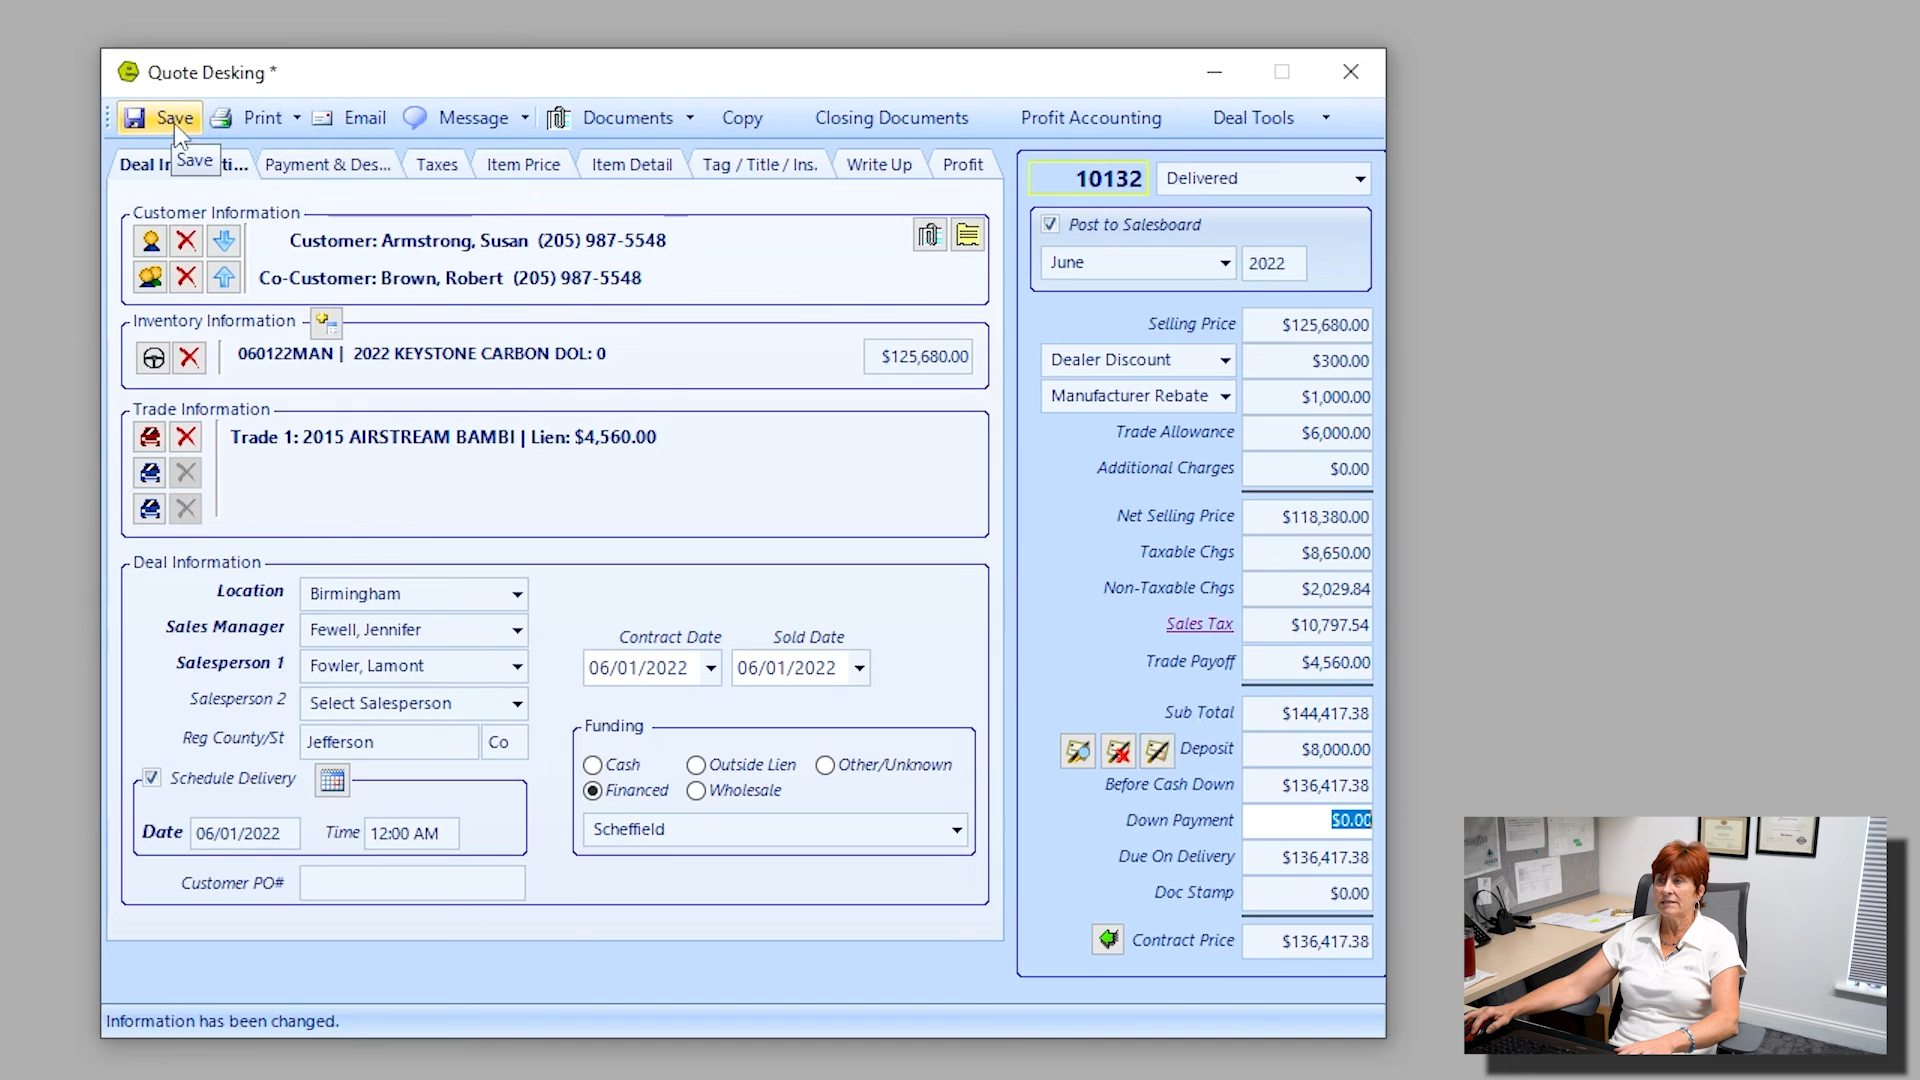 Quote Desking *
Save Print Email Message Documents Copy Closing Documents Profit Accounting Deal Tools
Save
Deal In ti... Payment & Des... Taxes Item Price Item Detail Tag / Title / Ins. Write Up Profit
10132 Delivered
Post to Salesboard
June 2022
Customer Information
Customer: Armstrong, Susan (205) 987-5548
Co-Customer: Brown, Robert (205) 987-5548
Inventory Information
060122MAN | 2022 KEYSTONE CARBON DOL: 0 $125,680.00
Trade Information
Trade 1: 2015 AIRSTREAM BAMBI | Lien: $4,560.00
Deal Information
Location Birmingham
Sales Manager Fewell, Jennifer
Salesperson 1 Fowler, Lamont
Salesperson 2 Select Salesperson
Reg County/St Jefferson Co
Schedule Delivery
Date 06/01/2022 Time 12:00 AM
Customer PO#
Contract Date Sold Date
06/01/2022 06/01/2022
Funding
Cash Outside Lien Other/Unknown
Financed Wholesale
Scheffield
Selling Price $125,680.00
Dealer Discount $300.00
Manufacturer Rebate $1,000.00
Trade Allowance $6,000.00
Additional Charges $0.00
Net Selling Price $118,380.00
Taxable Chgs $8,650.00
Non-Taxable Chgs $2,029.84
Sales Tax $10,797.54
Trade Payoff $4,560.00
Sub Total $144,417.38
Deposit $8,000.00
Before Cash Down $136,417.38
Down Payment $0.00
Due On Delivery $136,417.38
Doc Stamp $0.00
Contract Price $136,417.38
Information has been changed.